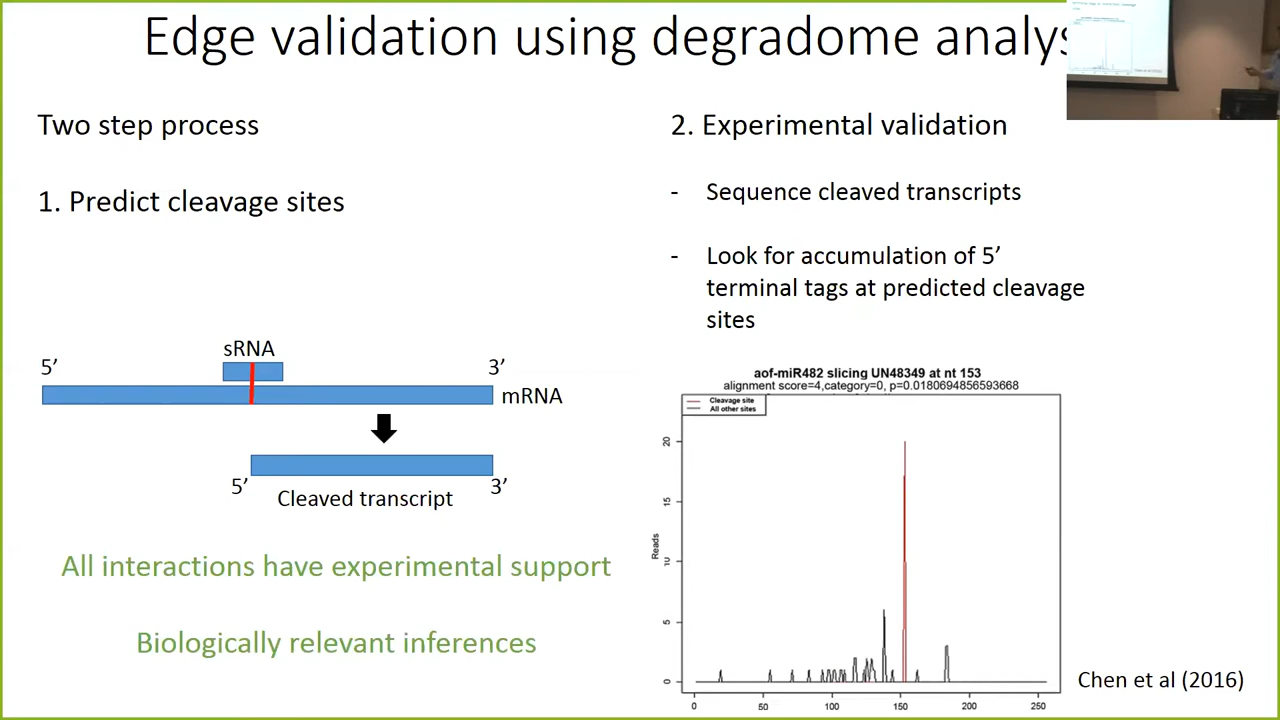 Edge validation using degradome analys
Two step process
1. Predict cleavage sites
sRNA
5’
3’
mRNA
5’
3’
Cleaved transcript
All interactions have experimental support
Biologically relevant inferences
2. Experimental validation
- Sequence cleaved transcripts
- Look for accumulation of 5’
terminal tags at predicted cleavage
sites
aof-miR482 slicing UN48349 at nt 153
alignment score=4,category=0, p=0.0180694856593668
Cleavage site
All other sites
Reads
20
15
10
5
0
0 50 100 150 200 250
Chen et al (2016)